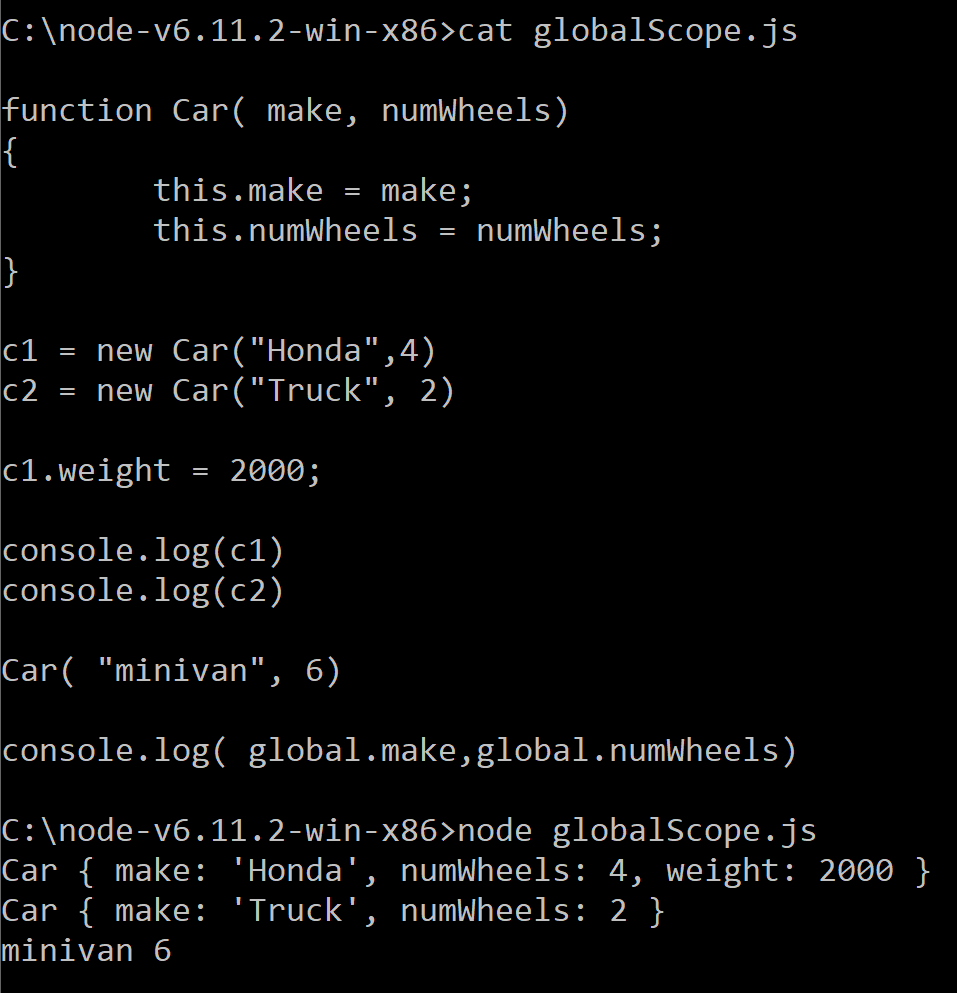 C:\node-v6.11.2-win-x86>cat globalScope.js
function Car( make, numWheels)
{
        this.make = make;
        this.numWheels = numWheels;
}
c1 = new Car("Honda",4)
c2 = new Car("Truck", 2)
c1.weight = 2000;
console.log(c1)
console.log(c2)
Car( "minivan", 6)
console.log( global.make,global.numWheels)
C:\node-v6.11.2-win-x86>node globalScope.js
Car { make: 'Honda', numWheels: 4, weight: 2000 }
Car { make: 'Truck', numWheels: 2 }
minivan 6